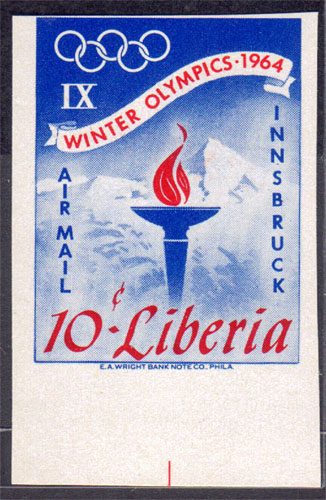 IX
WINTER OLYMPICS · 1964
AIR MAIL
INNSBRUCK
10¢ Liberia
E.A. WRIGHT BANK NOTE CO., PHILA.